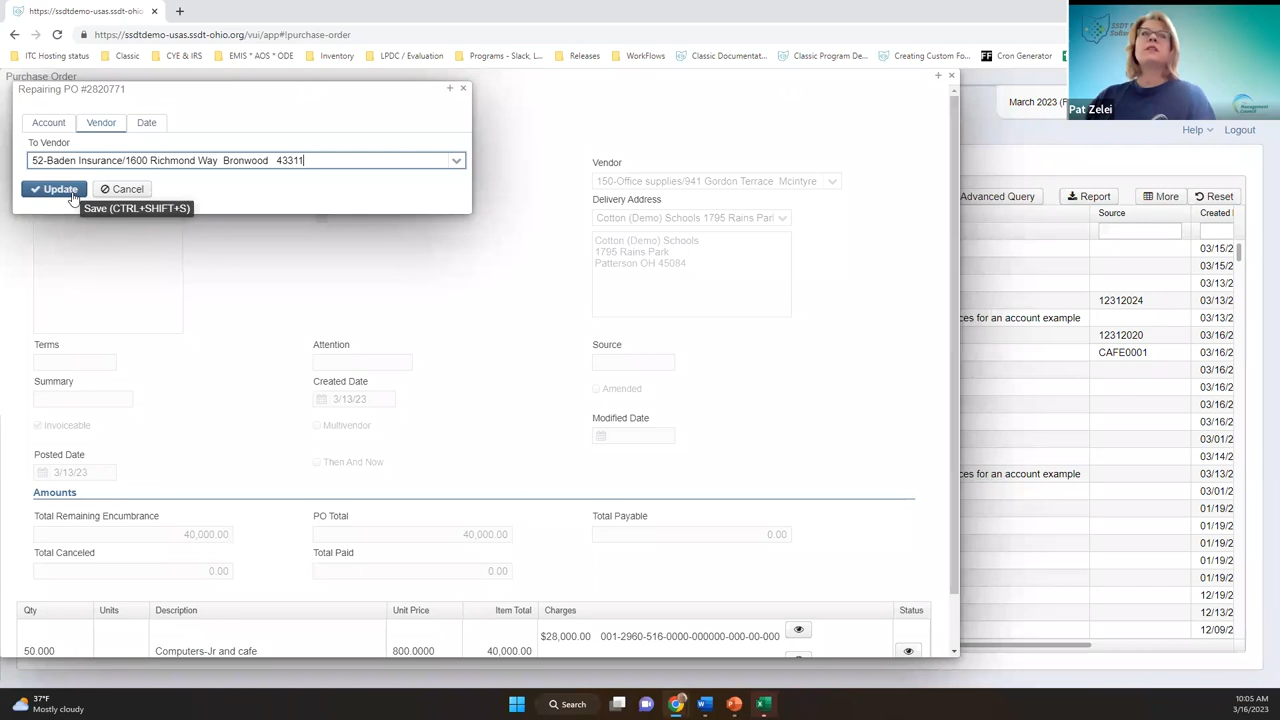 https://ssdtdemo-usas.ssdt-ohio.
https://ssdtdemo-usas.ssdt-ohio.org/vui/app#!purchase-order
ITC Hosting status
Classic
CYE & IRS
EMIS * AOS * ODE
Inventory
LPDC / Evaluation
Programs - Slack, ...
Releases
WorkFlows
Classic Documentat...
Classic Program De...
Creating Custom Fo...
Cron Generator
Pat Zelei
Purchase Order
Repairing PO #2820771
Account
Vendor
Date
To Vendor
52-Baden Insurance/1600 Richmond Way Bronwood 43311
Update
Cancel
Save (CTRL+SHIFT+S)
March 2023 (F
Help
Logout
Vendor
150-Office supplies/941 Gordon Terrace Mcintyre
Delivery Address
Cotton (Demo) Schools 1795 Rains Parl
Cotton (Demo) Schools
1795 Rains Park
Patterson OH 45084
Advanced Query
Report
More
Reset
Source
Created I
03/15/2
03/15/2
03/13/2
12312024
03/13/2
ces for an account example
03/13/2
12312020
03/16/2
CAFE0001
03/16/2
03/16/2
03/16/2
03/16/2
03/16/2
03/01/2
03/14/2
ces for an account example
03/13/2
03/01/2
01/19/2
01/19/2
01/19/2
01/19/2
01/19/2
12/19/2
12/13/2
12/09/2
Terms
Attention
Source
Summary
Created Date
3/13/23
Amended
Invoiceable
Multivendor
Modified Date
Posted Date
3/13/23
Then And Now
Amounts
Total Remaining Encumbrance
40,000.00
PO Total
40,000.00
Total Payable
0.00
Total Canceled
0.00
Total Paid
0.00
Qty
Units
Description
Unit Price
Item Total
Charges
Status
$28,000.00 001-2960-516-0000-000000-000-00-000
50.000
Computers-Jr and cafe
800.0000
40,000.00
37°F
Mostly cloudy
Search
10:05 AM
3/16/2023